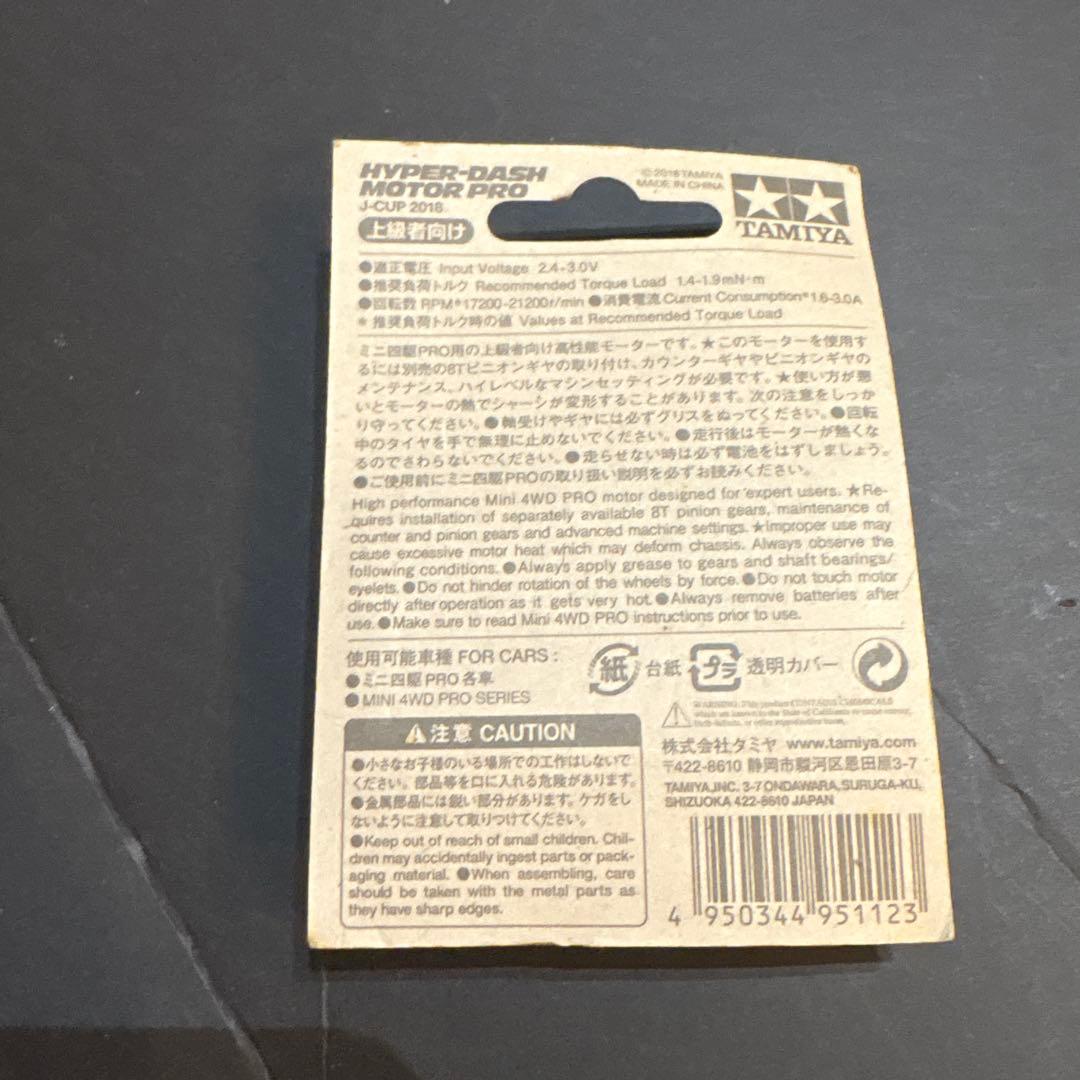 HYPER-DASH
MOTOR PRO
J-CUP 2018
上級者向け
©2018 TAMIYA
MADE IN CHINA
TAMIYA
●適正電圧 Input Voltage 2.4-3.0V
●推奨負荷トルク Recommended Torque Load 1.4-1.9mN·m
●回転数 RPM*17200-21200r/min ●消費電流 Current Consumption*1.6-3.0A
* 推奨負荷トルク時の値 Values at Recommended Torque Load
ミニ四駆PRO用の上級者向け高性能モーターです。★このモーターを使用す
るには別売の8Tピニオンギヤの取り付け、カウンターギヤやピニオンギヤの
メンテナンス、ハイレベルなマシンセッティングが必要です。★使い方が悪
いとモーターの熱でシャーシが変形することがあります。次の注意をしっか
り守ってください。●軸受けやギヤには必ずグリスをぬってください。●回転
中のタイヤを手で無理に止めないでください。●走行後はモーターが熱くな
るのでさわらないでください。●走らせない時は必ず電池をはずしましょう。
●ご使用前にミニ四駆PROの取り扱い説明を必ずお読みください。
High performance Mini 4WD PRO motor designed for expert users. ★Re-
quires installation of separately available 8T pinion gears, maintenance of
counter and pinion gears and advanced machine settings. ★Improper use may
cause excessive motor heat which may deform chassis. Always observe the
following conditions. ●Always apply grease to gears and shaft bearings/
eyelets. ●Do not hinder rotation of the wheels by force. ●Do not touch motor
directly after operation as it gets very hot. ●Always remove batteries after
use. ●Make sure to read Mini 4WD PRO instructions prior to use.
使用可能車種 FOR CARS :
●ミニ四駆 PRO 各車
●MINI 4WD PRO SERIES
紙 台紙 プラ 透明カバー
WARNING: This product CONTAINS CHEMICALS
which are known to the State of California to cause cancer,
birth defects, or other reproductive harm.
注意 CAUTION
●小さなお子様のいる場所での工作はしないで
ください。部品等を口に入れる危険があります。
●金属部品には鋭い部分があります。ケガをし
ないように注意して取りつけてください。
●Keep out of reach of small children. Chil-
dren may accidentally ingest parts or pack-
aging material. ●When assembling, care
should be taken with the metal parts as
they have sharp edges.
株式会社タミヤ www.tamiya.com
〒422-8610 静岡市駿河区恩田原3-7
TAMIYA,INC. 3-7 ONDAWARA, SURUGA-KU,
SHIZUOKA 422-8610 JAPAN
4 950344 951123